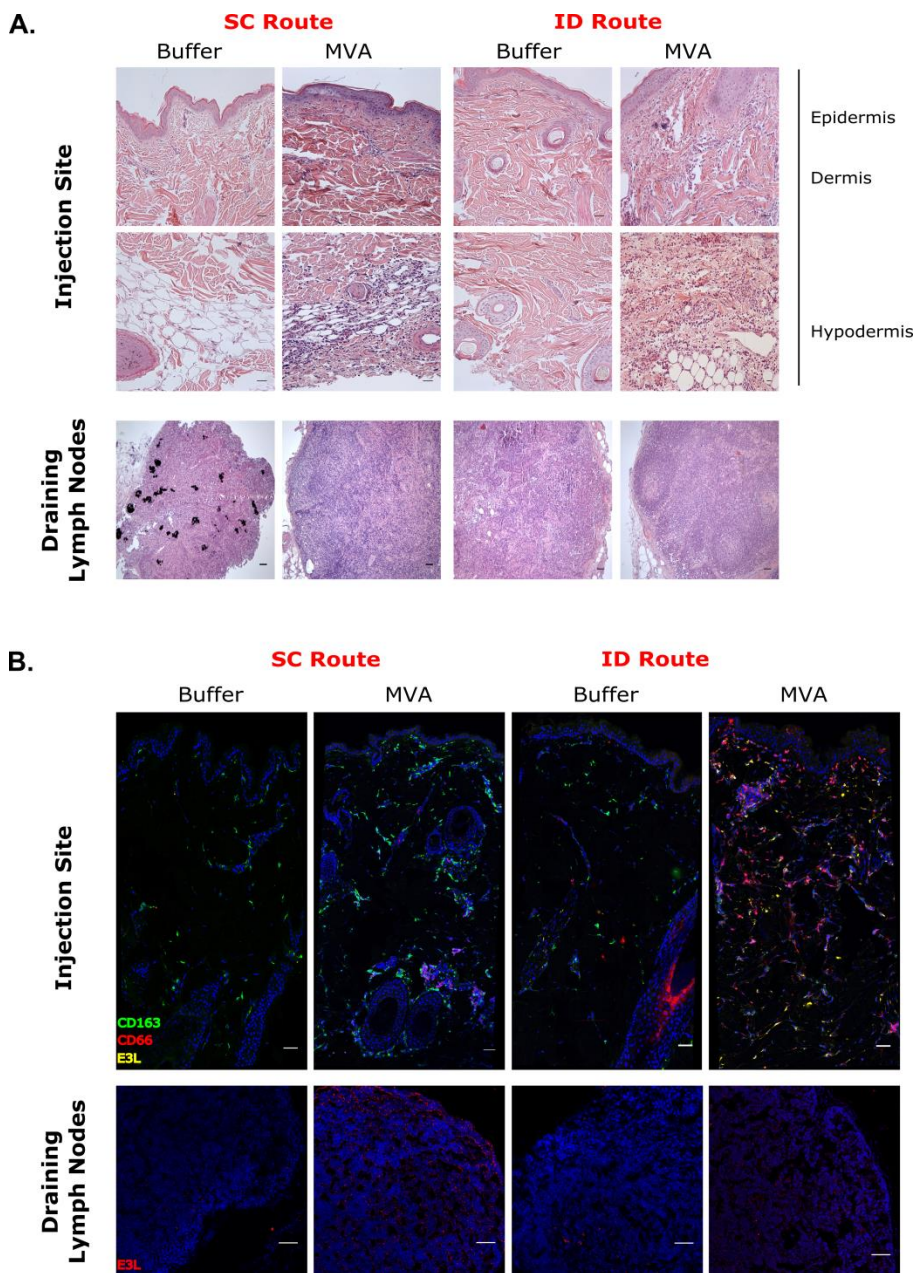 A.
SC Route
ID Route
Buffer
MVA
Buffer
MVA
Injection Site
Epidermis
Dermis
Hypodermis
Draining
Lymph Nodes
B.
SC Route
ID Route
Buffer
MVA
Buffer
MVA
Injection Site
CD163
CD66
E3L
Draining
Lymph Nodes
E3L